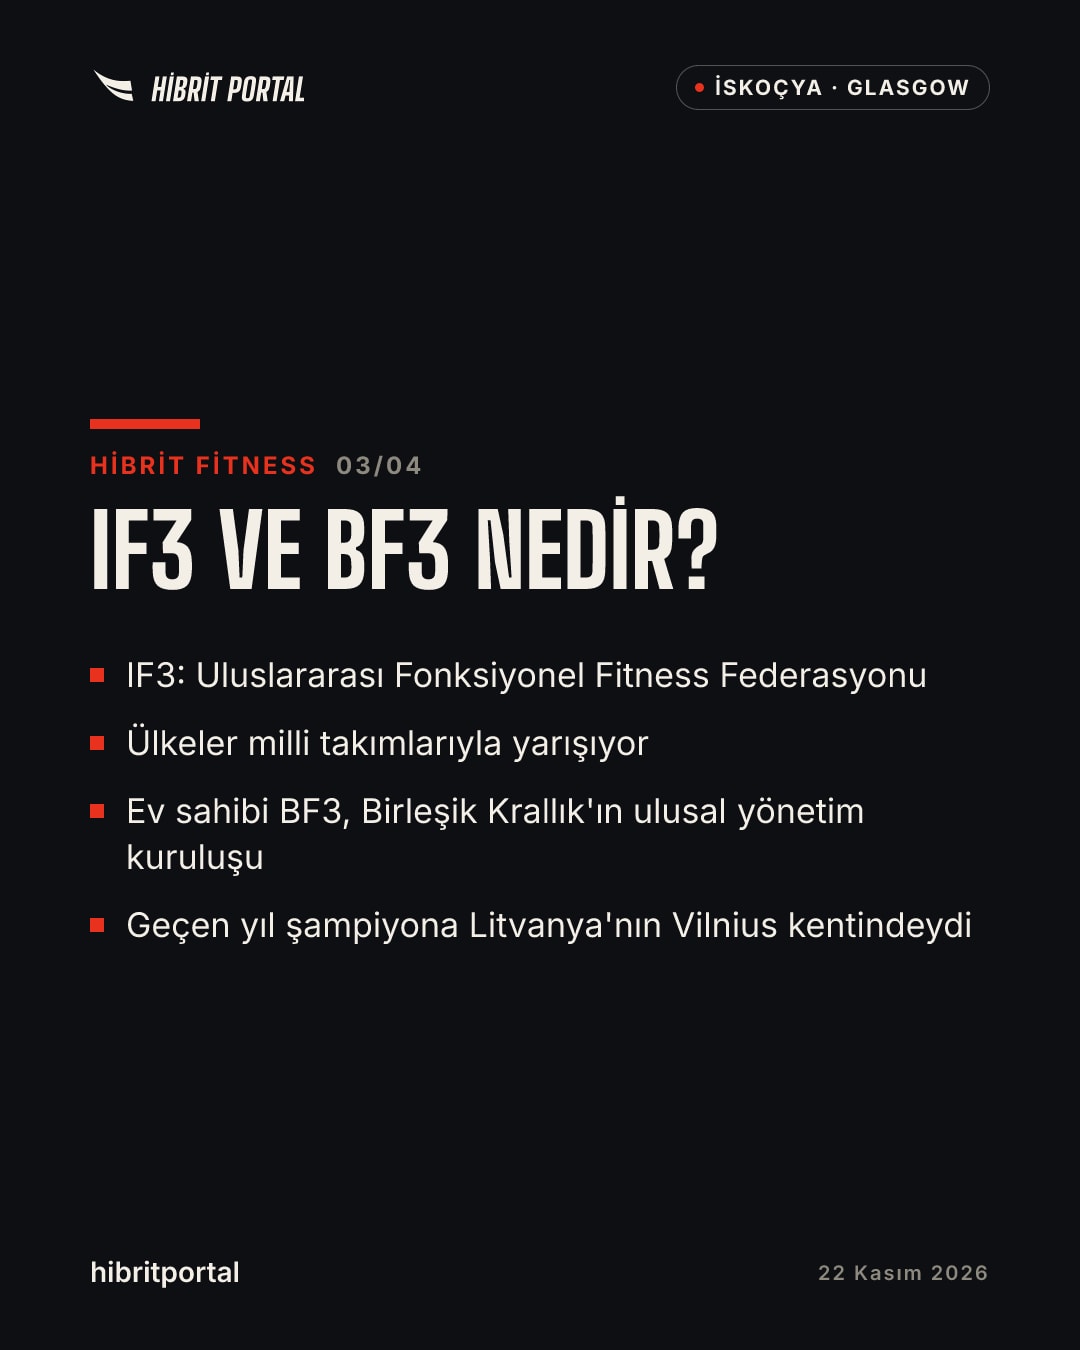 HİBRİT PORTAL
İSKOÇYA · GLASGOW
HİBRİT FİTNESS 03/04
IF3 VE BF3 NEDİR?
IF3: Uluslararası Fonksiyonel Fitness Federasyonu
Ülkeler milli takımlarıyla yarışıyor
Ev sahibi BF3, Birleşik Krallık'ın ulusal yönetim
kuruluşu
Geçen yıl şampiyona Litvanya'nın Vilnius kentindeydi
hibritportal
22 Kasım 2026